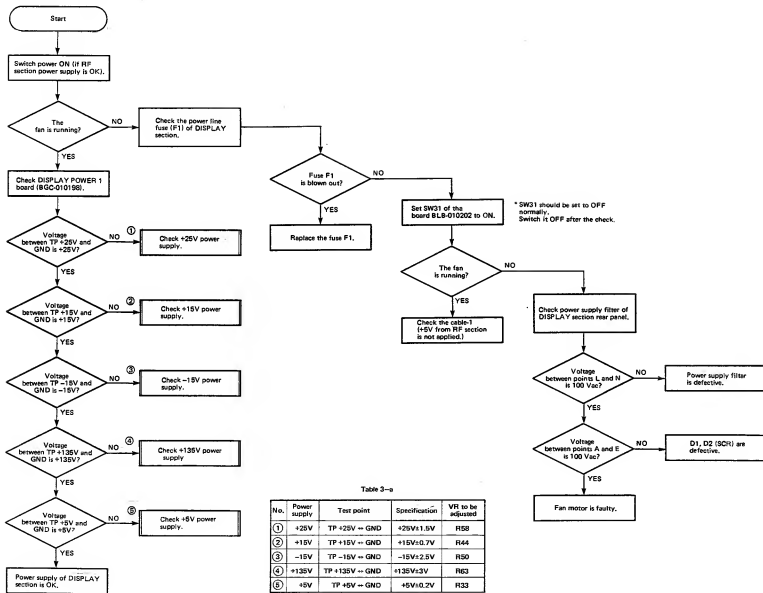 Start
Switch power ON (if RF
section power supply is OK).
The
fan is running?
NO
YES
Check the power line
fuse (F1) of DISPLAY
section.
Check DISPLAY POWER 1
board (BGC-010198).
Fuse F1
is blown out?
NO
YES
Raplace the fuse F1.
Set SW31 of the
board BLB-010202 to ON.
* SW31 should be set to OFF
normally.
Switch it OFF after the check.
The fan
is running?
NO
YES
Check the cable-1
(+5V from RF section
is not applied.)
Check power supply filter of
DISPLAY section rear panel.
Voltage
between points L and N
is 100 Vac?
NO
YES
Power supply filter
is defective.
Voltage
between points A and E
is 100 Vac?
NO
YES
D1, D2 (SCR) are
defective.
Fan motor is faulty.
Voltage
between TP +25V and
GND is +25V?
NO
①
YES
Check +25V power
supply.
Voltage
between TP +15V and
GND is +15V?
NO
②
YES
Check +15V power
supply.
Voltage
between TP −15V and
GND is −15V?
NO
③
YES
Check −15V power
supply.
Voltage
between TP +135V and
GND is +135V?
NO
④
YES
Check +135V power
supply
Voltage
between TP +5V and
GND is +5V?
NO
⑤
YES
Check +5V power
supply.
Power supply of DISPLAY
section is OK.
Table 3−a
No. Power supply Test point Specification VR to be adjusted
① +25V TP +25V ↔ GND +25V±1.5V R58
② +15V TP +15V ↔ GND +15V±0.7V R44
③ −15V TP −15V ↔ GND −15V±2.5V R50
④ +135V TP +135V ↔ GND +135V±3V R63
⑤ +5V TP +5V ↔ GND +5V±0.2V R33